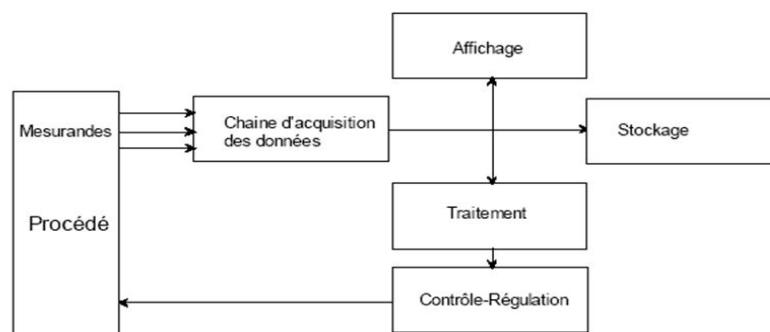 Affichage
Mesurandes
Chaine d'acquisition
des données
Stockage
Procédé
Traitement
Contrôle-Régulation